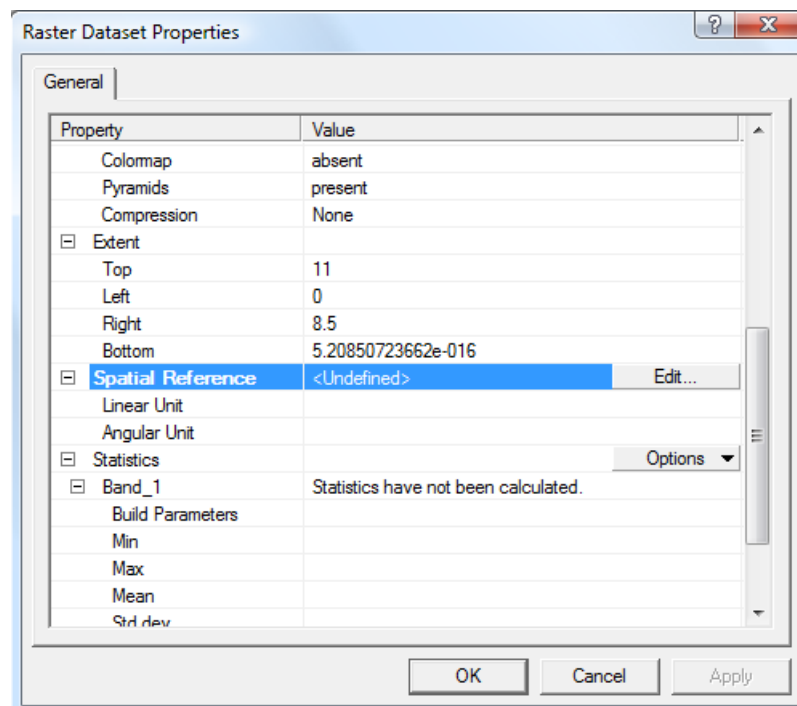 Raster Dataset Properties
General
Property Value
Colormap absent
Pyramids present
Compression None
Extent
Top 11
Left 0
Right 8.5
Bottom 5.20850723662e-016
Spatial Reference <Undefined> Edit...
Linear Unit
Angular Unit
Statistics Options
Band_1 Statistics have not been calculated.
Build Parameters
Min
Max
Mean
Std dev
OK Cancel Apply